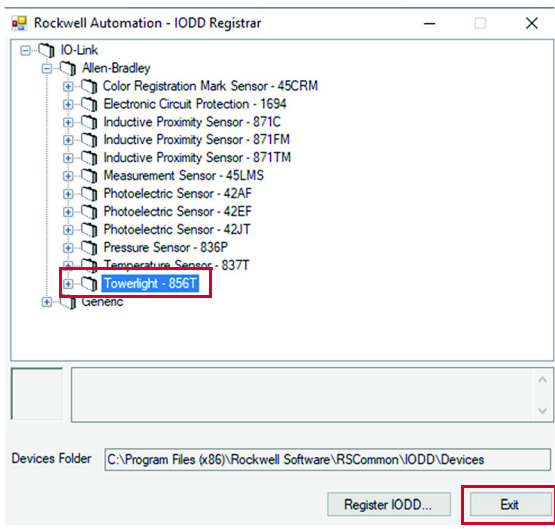 Rockwell Automation - IODD Registrar
IO-Link
Allen-Bradley
Color Registration Mark Sensor - 45CRM
Electronic Circuit Protection - 1694
Inductive Proximity Sensor - 871C
Inductive Proximity Sensor - 871FM
Inductive Proximity Sensor - 871TM
Measurement Sensor - 45LMS
Photoelectric Sensor - 42AF
Photoelectric Sensor - 42EF
Photoelectric Sensor - 42JT
Pressure Sensor - 836P
Temperature Sensor - 837T
Towerlight - 856T
Generic
Devices Folder C:\Program Files (x86)\Rockwell Software\RSCommon\IODD\Devices
Register IODD... Exit